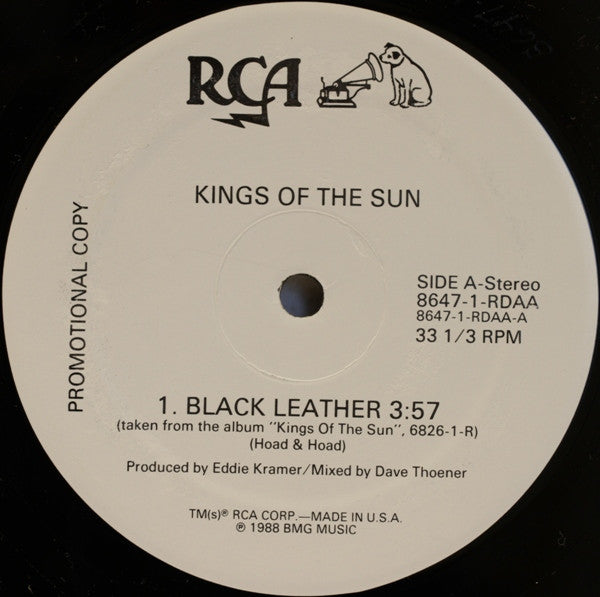 RCA
KINGS OF THE SUN
PROMOTIONAL COPY
SIDE A-Stereo
8647-1-RDAA
8647-1-RDAA-A
33 1/3 RPM
1. BLACK LEATHER 3:57
(taken from the album "Kings Of The Sun", 6826-1-R)
(Hoad & Hoad)
Produced by Eddie Kramer/Mixed by Dave Thoener
TM(s)® RCA CORP.—MADE IN U.S.A.
℗ 1988 BMG MUSIC